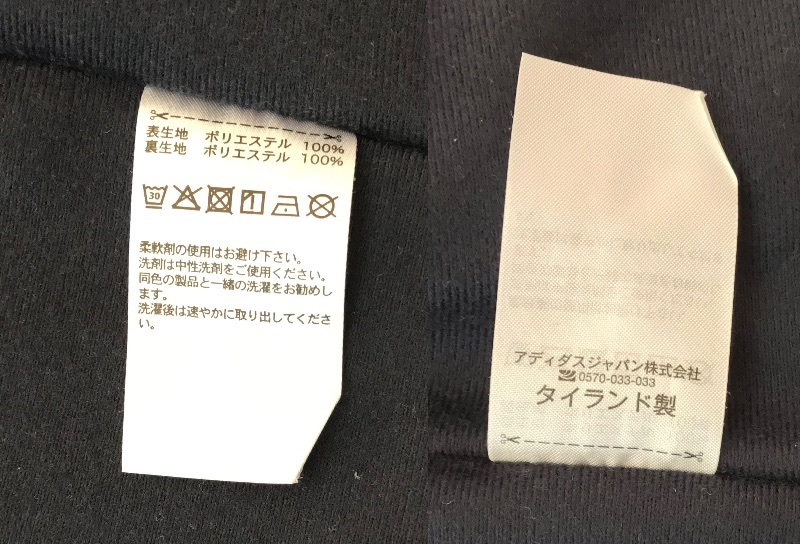 表生地 ポリエステル 100%
裏生地 ポリエステル 100%
30
柔軟剤の使用はお避け下さい。
洗剤は中性洗剤をご使用ください。
同色の製品と一緒の洗濯をお勧めし
ます。
洗濯後は速やかに取り出してくださ
い。
アディダスジャパン株式会社
0570-033-033
タイランド製